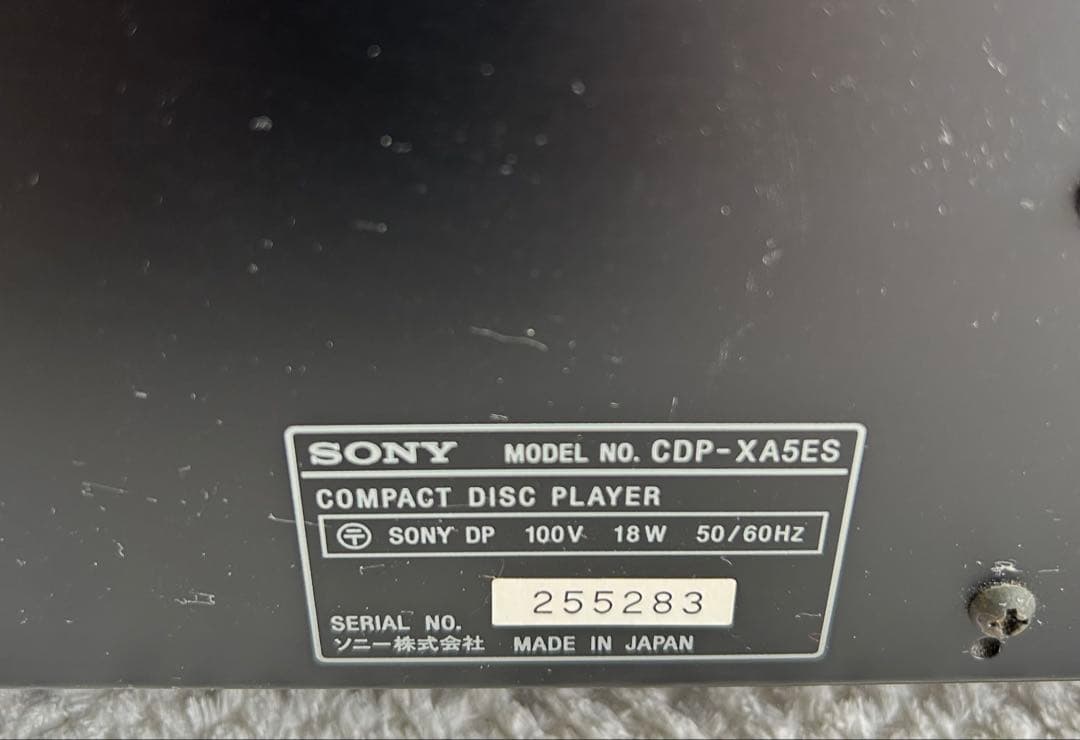 SONY MODEL NO. CDP-XA5ES
COMPACT DISC PLAYER
〒 SONY DP 100V 18W 50/60HZ
255283
SERIAL NO.
ソニー株式会社 MADE IN JAPAN